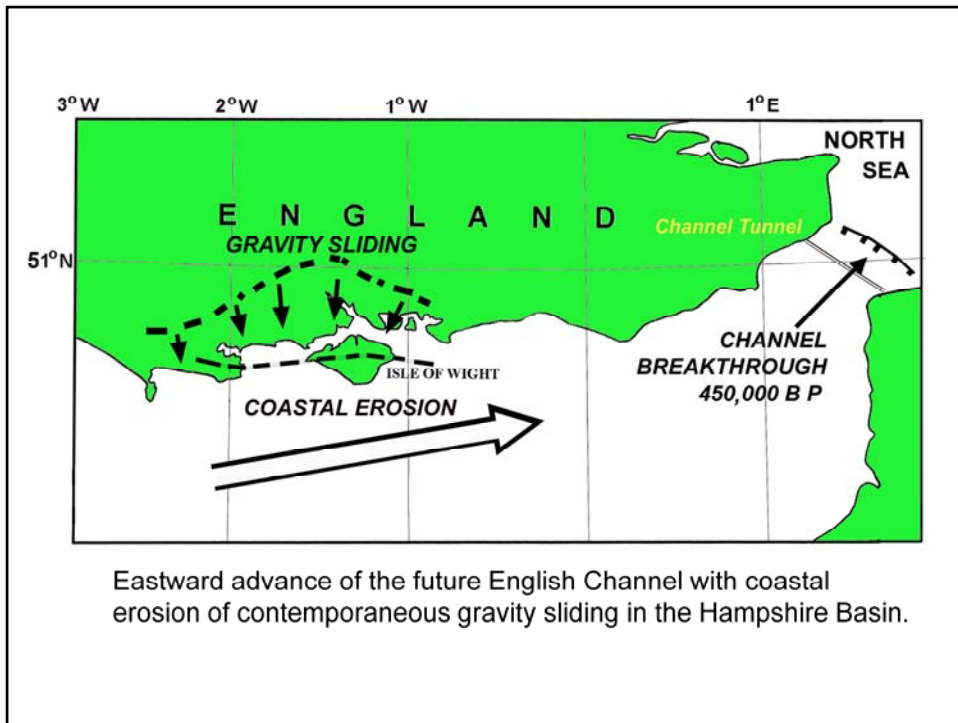 3°W 2°W 1°W 1°E
NORTH
SEA
E N G L A N D
Channel Tunnel
GRAVITY SLIDING
51°N
CHANNEL
BREAKTHROUGH
450,000 B P
ISLE OF WIGHT
COASTAL EROSION
Eastward advance of the future English Channel with coastal
erosion of contemporaneous gravity sliding in the Hampshire Basin.